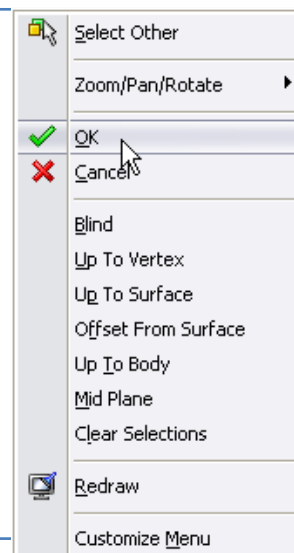 Select Other
Zoom/Pan/Rotate
OK
Cancel
Blind
Up To Vertex
Up To Surface
Offset From Surface
Up To Body
Mid Plane
Clear Selections
Redraw
Customize Menu